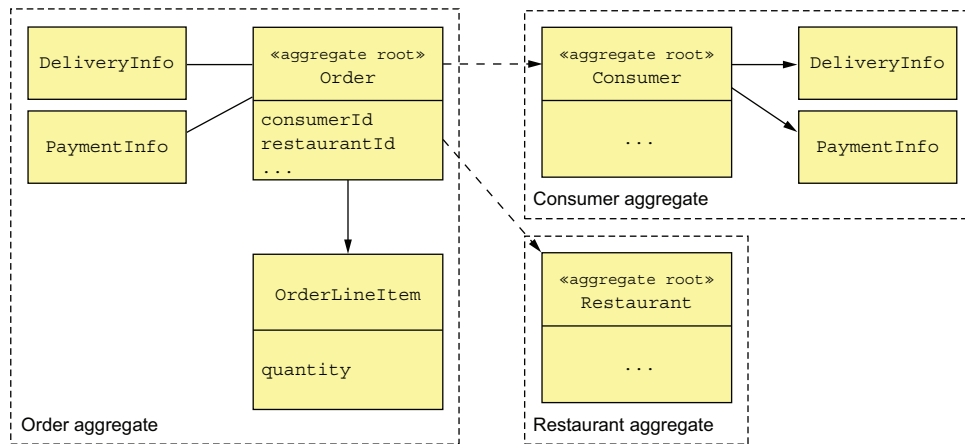 DeliveryInfo
PaymentInfo
«aggregate root»
Order
consumerId
restaurantId
...
OrderLineItem
quantity
Order aggregate
«aggregate root»
Consumer
...
DeliveryInfo
PaymentInfo
Consumer aggregate
«aggregate root»
Restaurant
...
Restaurant aggregate